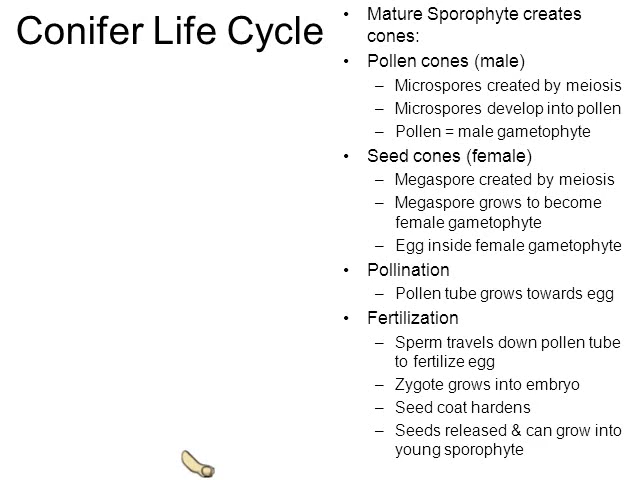 Conifer Life Cycle
• Mature Sporophyte creates
cones:
• Pollen cones (male)
– Microspores created by meiosis
– Microspores develop into pollen
– Pollen = male gametophyte
• Seed cones (female)
– Megaspore created by meiosis
– Megaspore grows to become
female gametophyte
– Egg inside female gametophyte
• Pollination
– Pollen tube grows towards egg
• Fertilization
– Sperm travels down pollen tube
to fertilize egg
– Zygote grows into embryo
– Seed coat hardens
– Seeds released & can grow into
young sporophyte